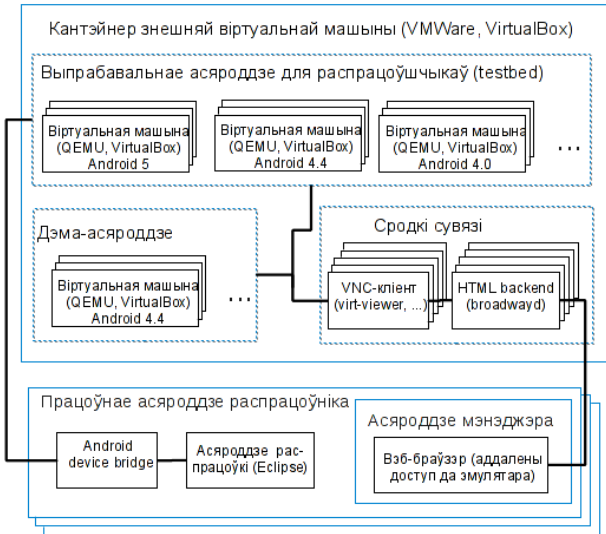 Кантэйнер знешняй віртуальнай машыны (VMWare, VirtualBox)
Выпрабавальнае асяроддзе для распрацоўшчыкаў (testbed)
Віртуальная машына
(QEMU, VirtualBox)
Android 5
Віртуальная машына
(QEMU, VirtualBox)
Android 4.4
Віртуальная машына
(QEMU, VirtualBox)
Android 4.0
...
Дэма-асяроддзе
Віртуальная машына
(QEMU, VirtualBox)
Android 4.4
...
Сродкі сувязі
VNC-кліент
(virt-viewer, ...)
HTML backend
(broadwayd)
Працоўнае асяроддзе распрацоўніка
Android
device bridge
Асяроддзе рас-
працоўкі (Eclipse)
Асяроддзе мэнэджэра
Вэб-браўзэр (аддалены
доступ да эмулятара)